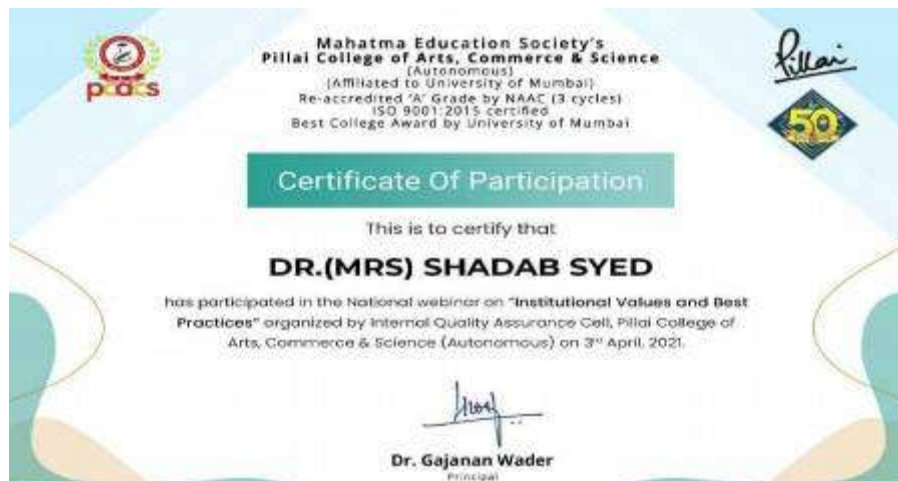 Mahatma Education Society's
Pillai College of Arts, Commerce & Science
(Autonomous)
(Affiliated to University of Mumbai)
Re-accredited 'A' Grade by NAAC (3 cycles)
ISO 9001:2015 certified
Best College Award by University of Mumbai
pcacs
Pillai
50
Certificate Of Participation
This is to certify that
DR.(MRS) SHADAB SYED
has participated in the National webinar on "Institutional Values and Best
Practices" organized by Internal Quality Assurance Cell, Pillai College of
Arts, Commerce & Science (Autonomous) on 3rd April, 2021.
Dr. Gajanan Wader
Principal